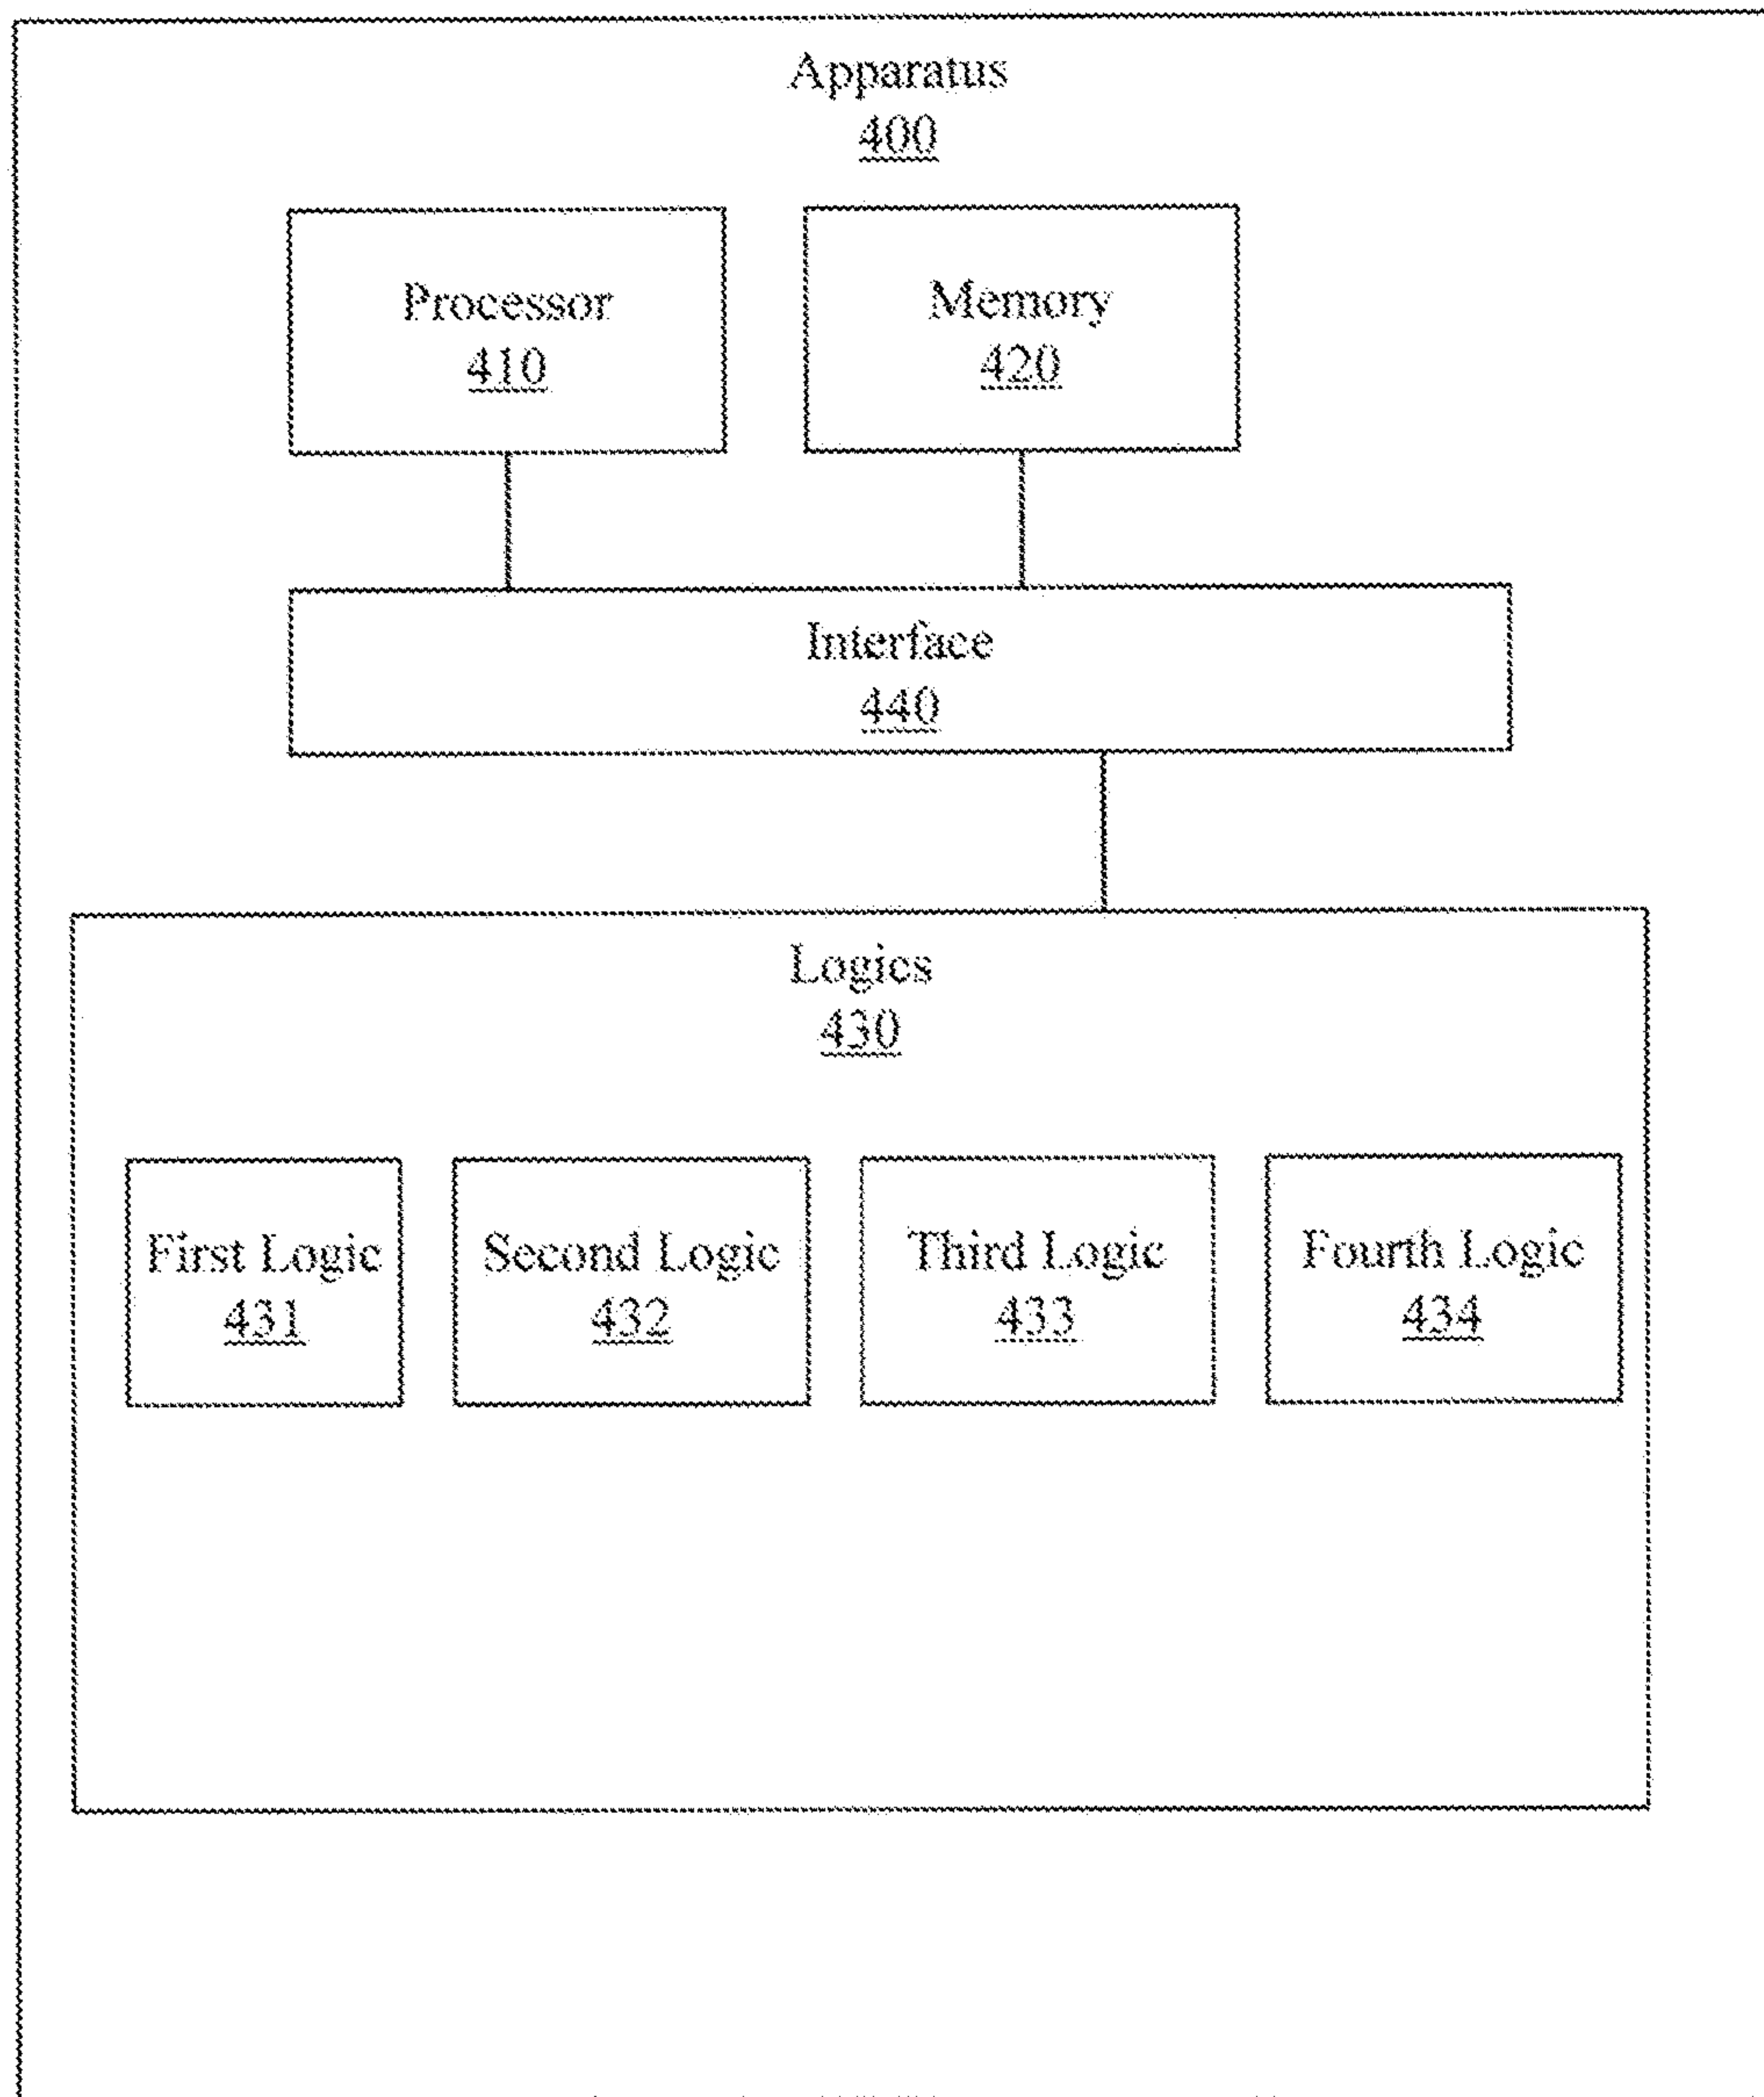 Apparatus
400
Processor
410
Memory
420
Interface
440
Logics
430
First Logic
431
Second Logic
432
Third Logic
433
Fourth Logic
434